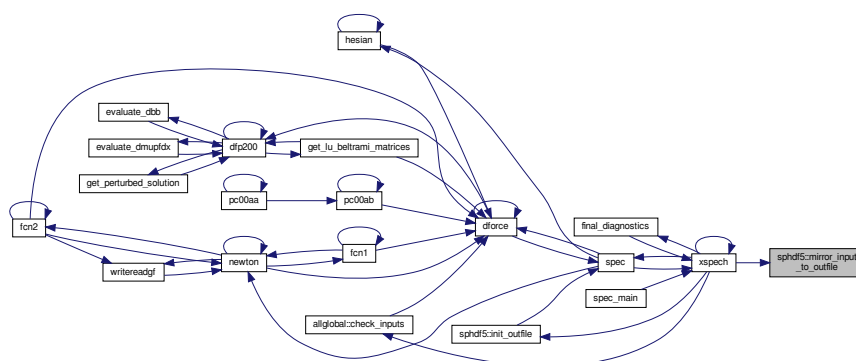 hesian
evaluate_dbb
evaluate_dmupfdx
dfp200
get_lu_beltrami_matrices
get_perturbed_solution
pc00aa
pc00ab
fcn2
dforce
final_diagnostics
fcn1
writereadgf
newton
spec
xspech
sphdf5::mirror_input
_to_outfile
spec_main
allglobal::check_inputs
sphdf5::init_outfile